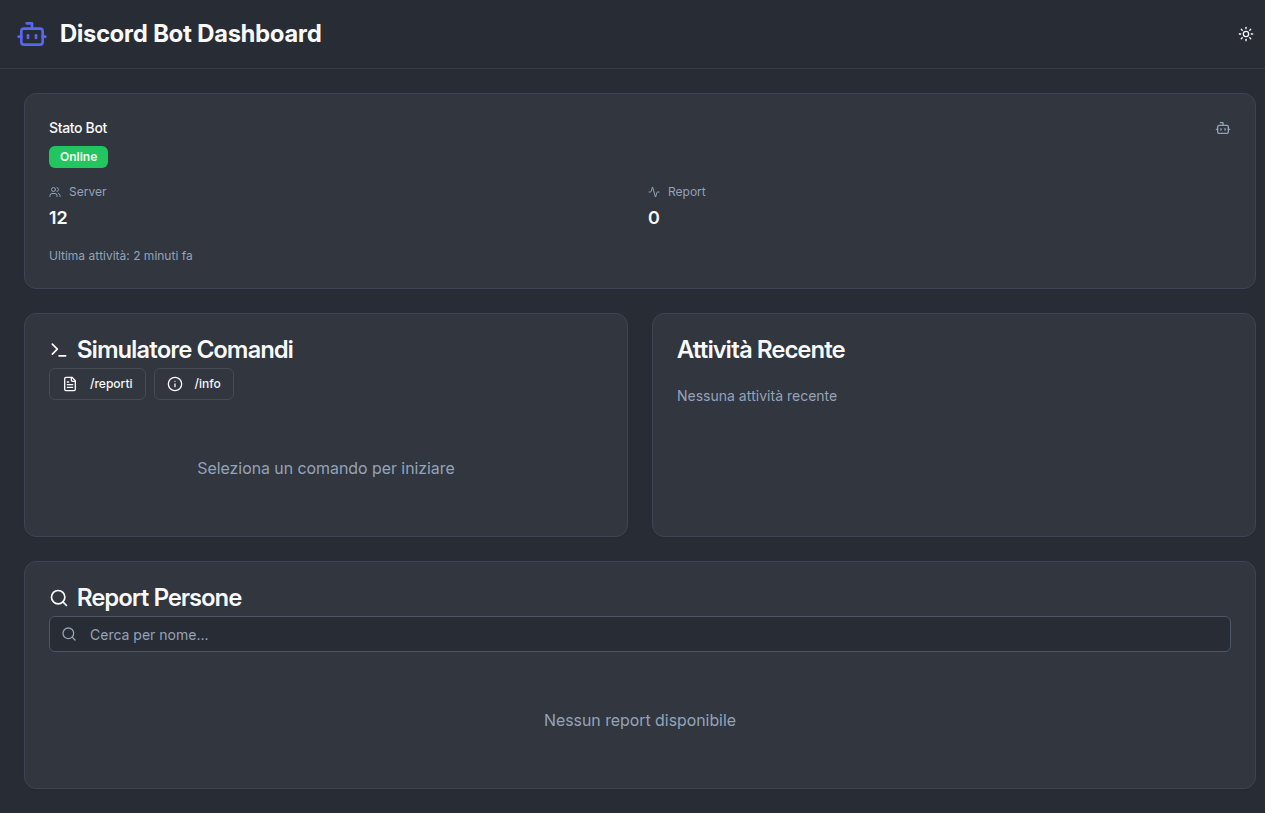 Discord Bot Dashboard
Stato Bot
Online
Server
Report
12
0
Ultima attività: 2 minuti fa
Simulatore Comandi
/reporti
/info
Seleziona un comando per iniziare
Attività Recente
Nessuna attività recente
Report Persone
Cerca per nome...
Nessun report disponibile